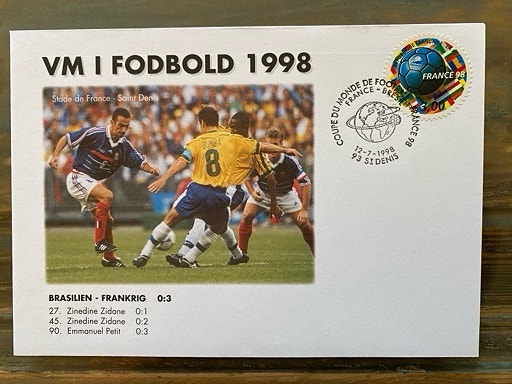 VM I FODBOLD 1998
Stade de France - Saint Denis
FRANCE 98
3,00
COUPE DU MONDE DE FOOTBALL
FRANCE - BRESIL FRANCE 98
12-7-1998
93 ST DENIS
8
BRASILIEN - FRANKRIG 0:3
27. Zinedine Zidane 0:1
45. Zinedine Zidane 0:2
90. Emmanuel Petit 0:3